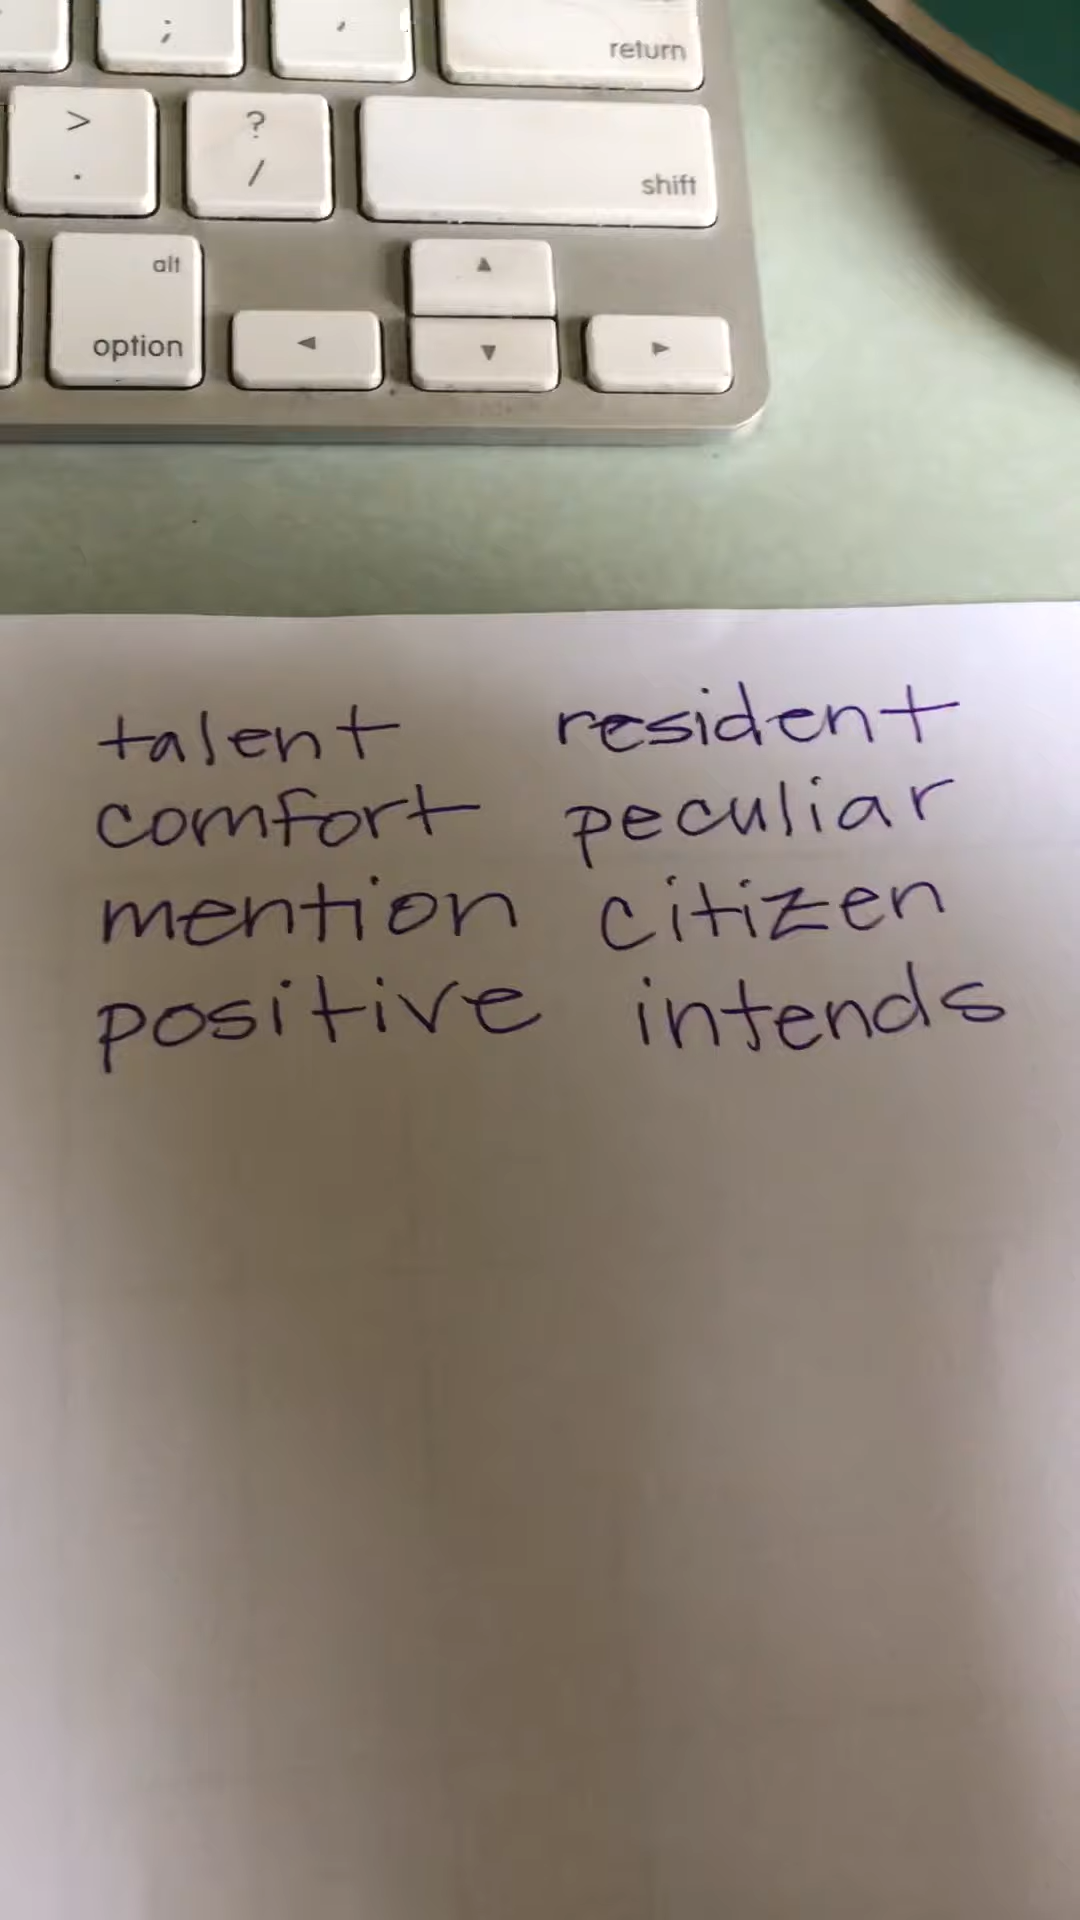 ; ,
return
> ?
. /
shift
alt
option
▲
◄ ▼ ►
talent resident
comfort peculiar
mention citizen
positive intends